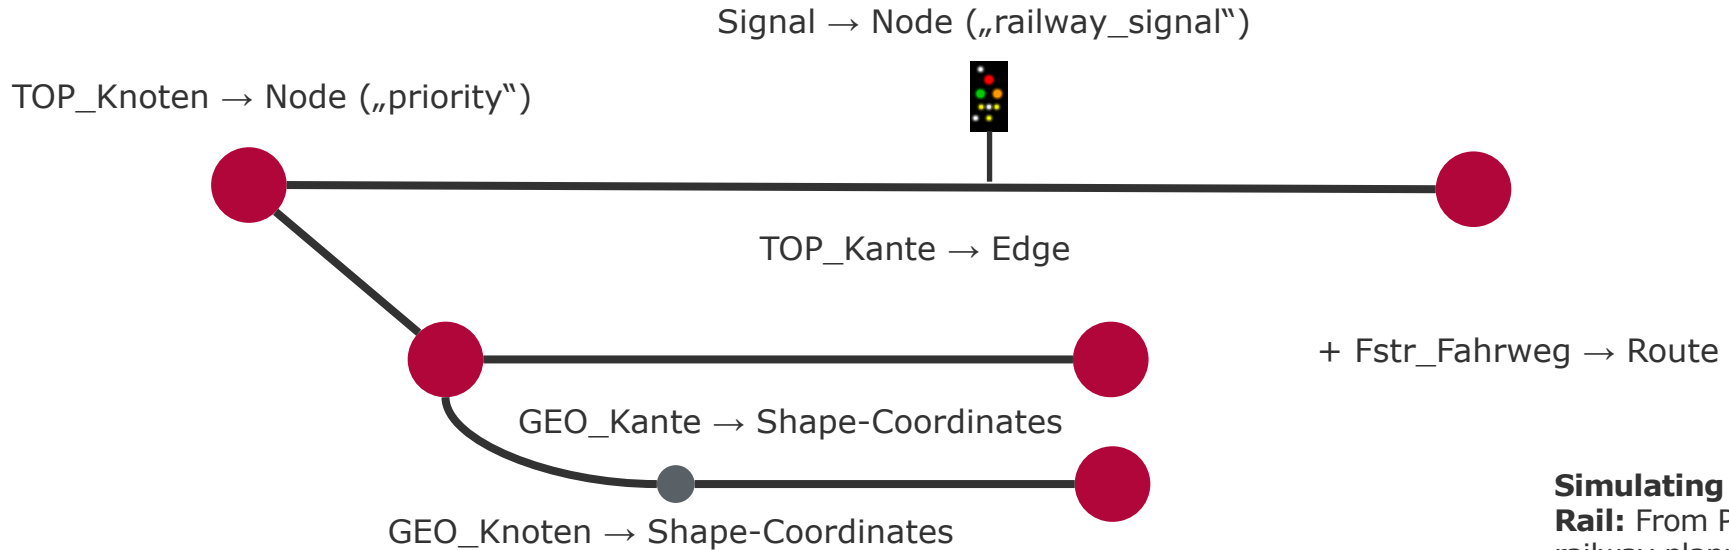 Signal → Node („railway_signal“)
TOP_Knoten → Node („priority“)
TOP_Kante → Edge
+ Fstr_Fahrweg → Route
GEO_Kante → Shape-Coordinates
GEO_Knoten → Shape-Coordinates
Simulating
Rail: From
railway